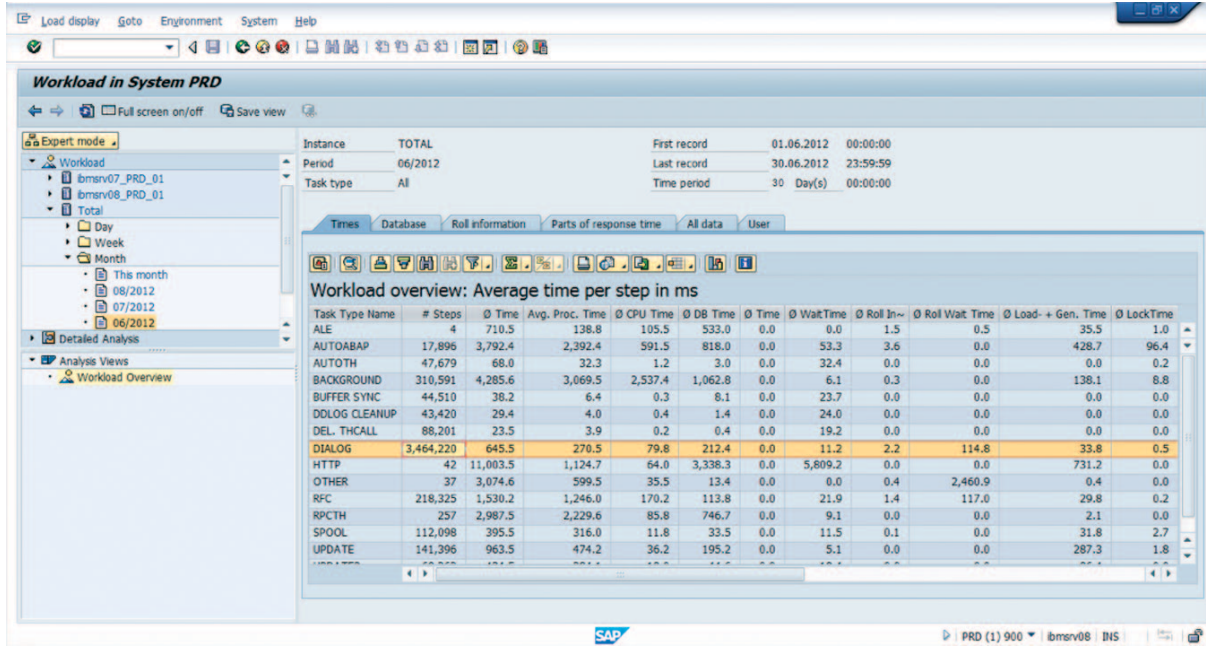 Load display Goto Environment System Help
Workload in System PRD
Full screen on/off Save view
Expert mode
Workload
ibmsrv07_PRD_01
ibmsrv08_PRD_01
Total
Day
Week
Month
This month
08/2012
07/2012
06/2012
Detailed Analysis
Analysis Views
Workload Overview
Instance TOTAL First record 01.06.2012 00:00:00
Period 06/2012 Last record 30.06.2012 23:59:59
Task type All Time period 30 Day(s) 00:00:00
Times Database Roll information Parts of response time All data User
Workload overview: Average time per step in ms
Task Type Name # Steps Ø Time Avg. Proc. Time Ø CPU Time Ø DB Time Ø Time Ø WaitTime Ø Roll In~ Ø Roll Wait Time Ø Load- + Gen. Time Ø LockTime
ALE 4 710.5 138.8 105.5 533.0 0.0 0.0 1.5 0.5 35.5 1.0
AUTOABAP 17,896 3,792.4 2,392.4 591.5 818.0 0.0 53.3 3.6 0.0 428.7 96.4
AUTOTH 47,679 68.0 32.3 1.2 3.0 0.0 32.4 0.0 0.0 0.0 0.2
BACKGROUND 310,591 4,285.6 3,069.5 2,537.4 1,062.8 0.0 6.1 0.3 0.0 138.1 8.8
BUFFER SYNC 44,510 38.2 6.4 0.3 8.1 0.0 23.7 0.0 0.0 0.0 0.0
DDLOG CLEANUP 43,420 29.4 4.0 0.4 1.4 0.0 24.0 0.0 0.0 0.0 0.0
DEL. THCALL 88,201 23.5 3.9 0.2 0.4 0.0 19.2 0.0 0.0 0.0 0.0
DIALOG 3,464,220 645.5 270.5 79.8 212.4 0.0 11.2 2.2 114.8 33.8 0.5
HTTP 42 11,003.5 1,124.7 64.0 3,338.3 0.0 5,809.2 0.0 0.0 731.2 0.0
OTHER 37 3,074.6 599.5 35.5 13.4 0.0 0.0 0.4 2,460.9 0.4 0.0
RFC 218,325 1,530.2 1,246.0 170.2 113.8 0.0 21.9 1.4 117.0 29.8 0.2
RPCTH 257 2,987.5 2,229.6 85.8 746.7 0.0 9.1 0.0 0.0 2.1 0.0
SPOOL 112,098 395.5 316.0 11.8 33.5 0.0 11.5 0.1 0.0 31.8 2.7
UPDATE 141,396 963.5 474.2 36.2 195.2 0.0 5.1 0.0 0.0 287.3 1.8
SAP PRD (1) 900 ibmsrv08 INS